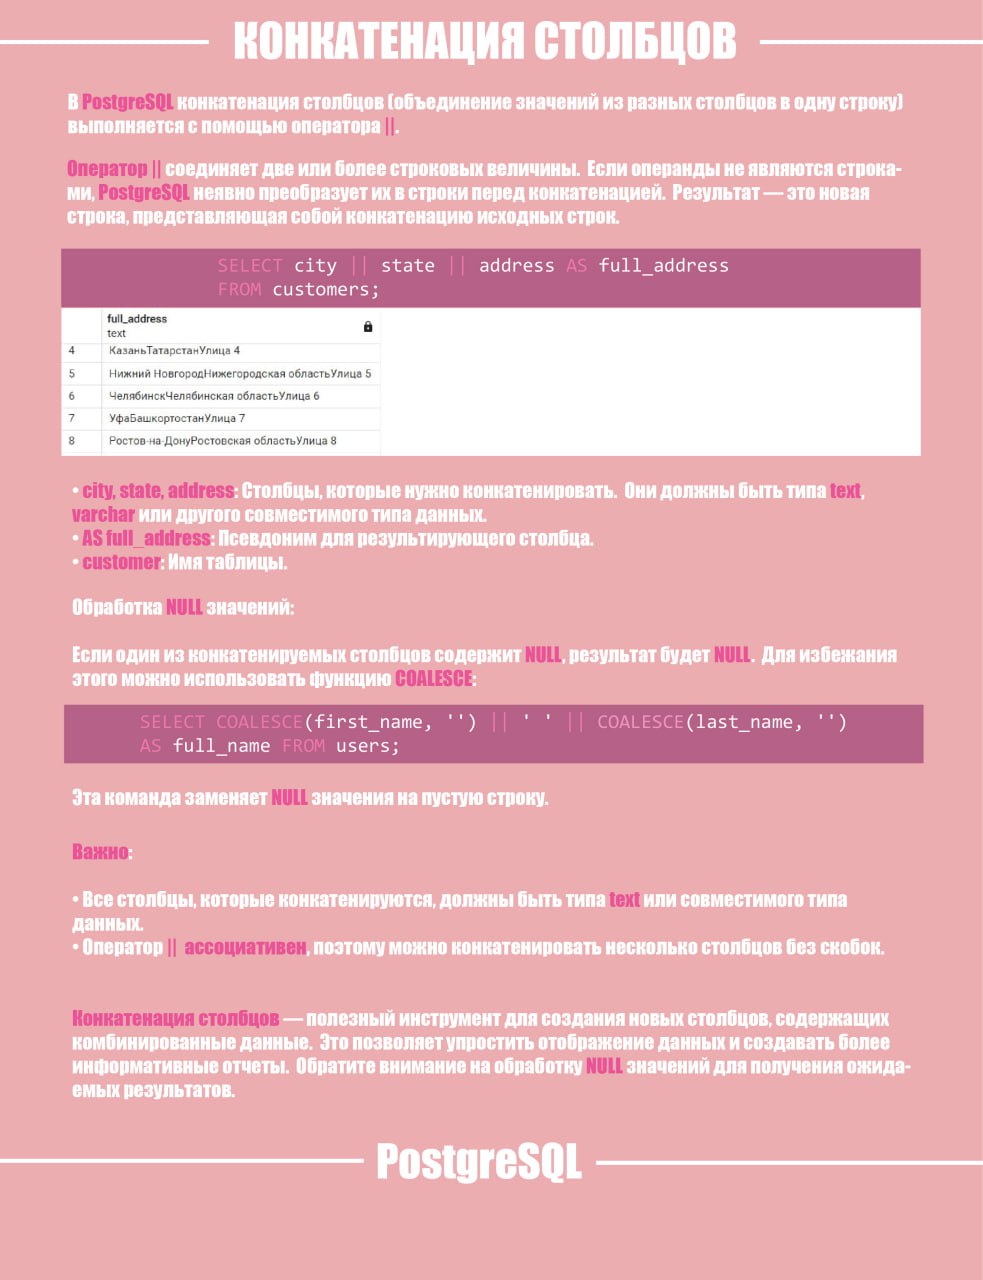 КОНКАТЕНАЦИЯ СТОЛБЦОВ
В PostgreSQL конкатенация столбцов (объединение значений из разных столбцов в одну строку)
выполняется с помощью оператора ||.
Оператор || соединяет две или более строковых величины. Если операнды не являются строка-
ми, PostgreSQL неявно преобразует их в строки перед конкатенацией. Результат — это новая
строка, представляющая собой конкатенацию исходных строк.
SELECT city || state || address AS full_address
FROM customers;
full_address
text
4 КазаньТатарстанУлица 4
5 Нижний НовгородНижегородская областьУлица 5
6 ЧелябинскЧелябинская областьУлица 6
7 УфаБашкортостанУлица 7
8 Ростов-на-ДонуРостовская областьУлица 8
• city, state, address: Столбцы, которые нужно конкатенировать. Они должны быть типа text,
varchar или другого совместимого типа данных.
• AS full_address: Псевдоним для результирующего столбца.
• customer: Имя таблицы.
Обработка NULL значений:
Если один из конкатенируемых столбцов содержит NULL, результат будет NULL. Для избежания
этого можно использовать функцию COALESCE:
SELECT COALESCE(first_name, '') || ' ' || COALESCE(last_name, '')
AS full_name FROM users;
Эта команда заменяет NULL значения на пустую строку.
Важно:
• Все столбцы, которые конкатенируются, должны быть типа text или совместимого типа
данных.
• Оператор || ассоциативен, поэтому можно конкатенировать несколько столбцов без скобок.
Конкатенация столбцов — полезный инструмент для создания новых столбцов, содержащих
комбинированные данные. Это позволяет упростить отображение данных и создавать более
информативные отчеты. Обратите внимание на обработку NULL значений для получения ожида-
емых результатов.
PostgreSQL